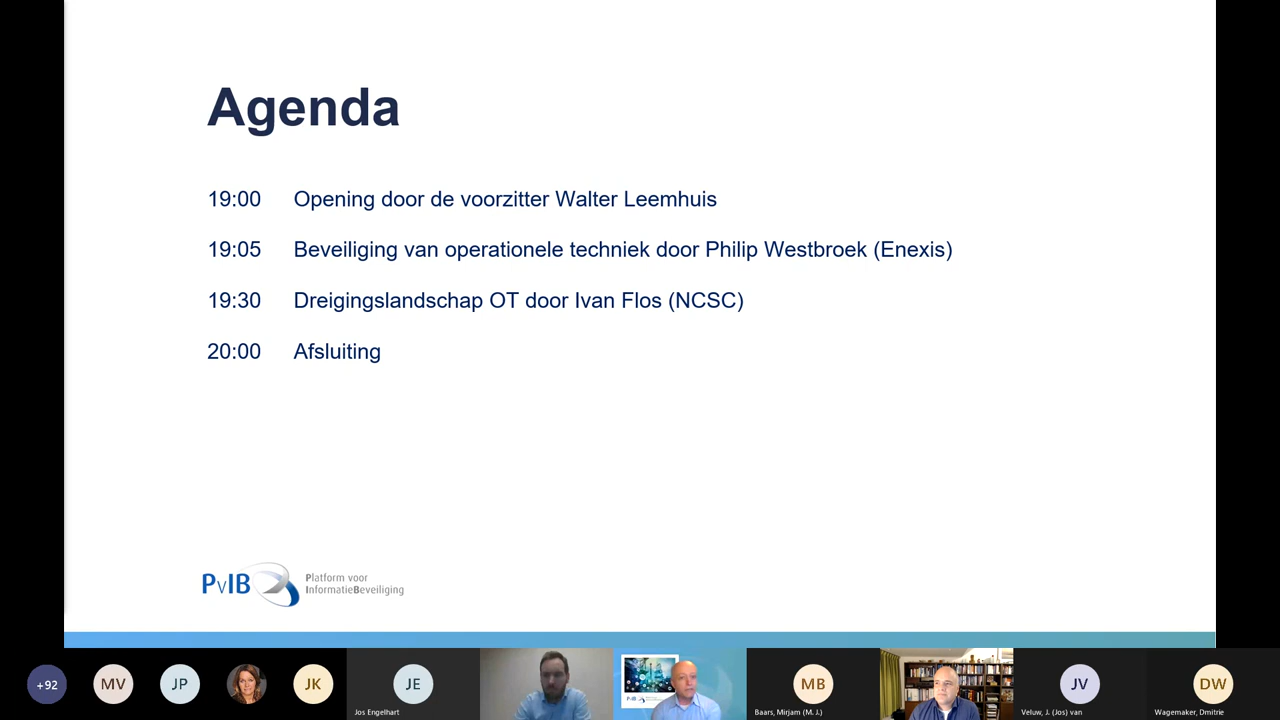 Agenda
19:00 Opening door de voorzitter Walter Leemhuis
19:05 Beveiliging van operationele techniek door Philip Westbroek (Enexis)
19:30 Dreigingslandschap OT door Ivan Flos (NCSC)
20:00 Afsluiting
PvIB Platform voor
InformatieBeveiliging
+92 MV JP JK JE MB JV DW
Jos Engelhart Baars, Mirjam (M. J.) Veluw, J. (Jos) van Wagemaker, Dmitrie